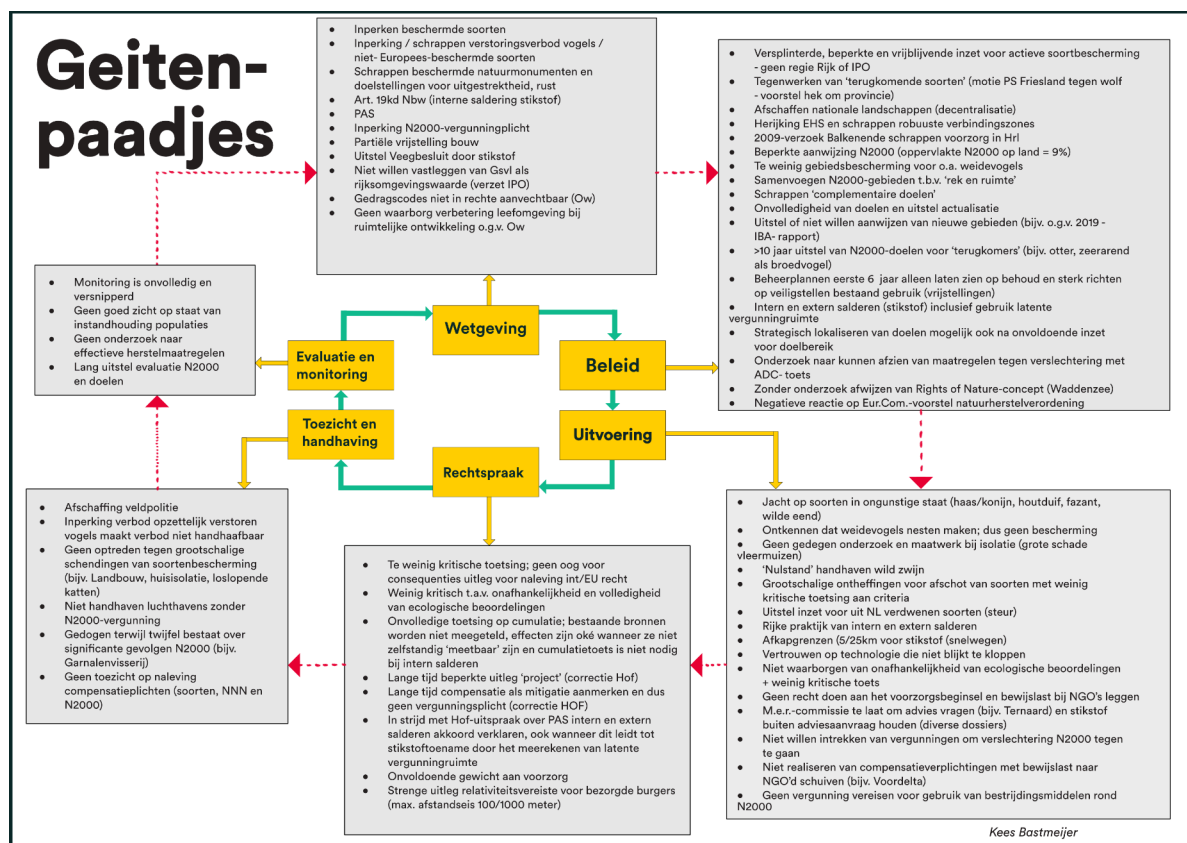 Geiten-
paadjes
● Inperken beschermde soorten
● Inperking / schrappen verstoringsverbod vogels /
niet- Europees-beschermde soorten
● Schrappen beschermde natuurmonumenten en
doelstellingen voor uitgestrektheid, rust
● Art. 19kd Nbw (interne saldering stikstof)
● PAS
● Inperking N2000-vergunningplicht
● Partiële vrijstelling bouw
● Uitstel Veegbesluit door stikstof
● Niet willen vastleggen van Gsvl als
rijksomgevingswaarde (verzet IPO)
● Gedragscodes niet in rechte aanvechtbaar (Ow)
● Geen waarborg verbetering leefomgeving bij
ruimtelijke ontwikkeling o.g.v. Ow
● Versplinterde, beperkte en vrijblijvende inzet voor actieve soortbescherming
- geen regie Rijk of IPO
● Tegenwerken van ‘terugkomende soorten’ (motie PS Friesland tegen wolf
- voorstel hek om provincie)
● Afschaffen nationale landschappen (decentralisatie)
● Herijking EHS en schrappen robuuste verbindingszones
● 2009-verzoek Balkenende schrappen voorzorg in Hrl
● Beperkte aanwijzing N2000 (oppervlakte N2000 op land = 9%)
● Te weinig gebiedsbescherming voor o.a. weidevogels
● Samenvoegen N2000-gebieden t.b.v. ‘rek en ruimte’
● Schrappen ‘complementaire doelen’
● Onvolledigheid van doelen en uitstel actualisatie
● Uitstel of niet willen aanwijzen van nieuwe gebieden (bijv. o.g.v. 2019 -
IBA- rapport)
● >10 jaar uitstel van N2000-doelen voor ‘terugkomers’ (bijv. otter, zeerarend
als broedvogel)
● Beheerplannen eerste 6 jaar alleen laten zien op behoud en sterk richten
op veiligstellen bestaand gebruik (vrijstellingen)
● Intern en extern salderen (stikstof) inclusief gebruik latente
vergunningruimte
● Strategisch lokaliseren van doelen mogelijk ook na onvoldoende inzet
voor doelbereik
● Onderzoek naar kunnen afzien van maatregelen tegen verslechtering met
ADC- toets
● Zonder onderzoek afwijzen van Rights of Nature-concept (Waddenzee)
● Negatieve reactie op Eur.Com.-voorstel natuurherstelverordening
● Monitoring is onvolledig en
versnipperd
● Geen goed zicht op staat van
instandhouding populaties
● Geen onderzoek naar
effectieve herstelmaatregelen
● Lang uitstel evaluatie N2000
en doelen
Wetgeving
Evaluatie en
monitoring
Beleid
Toezicht en
handhaving
Uitvoering
Rechtspraak
● Afschaffing veldpolitie
● Inperking verbod opzettelijk verstoren
vogels maakt verbod niet handhaafbaar
● Geen optreden tegen grootschalige
schendingen van soortenbescherming
(bijv. Landbouw, huisisolatie, loslopende
katten)
● Niet handhaven luchthavens zonder
N2000-vergunning
● Gedogen terwijl twijfel bestaat over
significante gevolgen N2000 (bijv.
Garnalenvisserij)
● Geen toezicht op naleving
compensatieplichten (soorten, NNN en
N2000)
● Te weinig kritische toetsing; geen oog voor
consequenties uitleg voor naleving int/EU recht
● Weinig kritisch t.a.v. onafhankelijkheid en volledigheid
van ecologische beoordelingen
● Onvolledige toetsing op cumulatie; bestaande bronnen
worden niet meegeteld, effecten zijn oké wanneer ze niet
zelfstandig ‘meetbaar’ zijn en cumulatietoets is niet nodig
bij intern salderen
● Lange tijd beperkte uitleg ‘project’ (correctie Hof)
● Lange tijd compensatie als mitigatie aanmerken en dus
geen vergunningsplicht (correctie HOF)
● In strijd met Hof-uitspraak over PAS intern en extern
salderen akkoord verklaren, ook wanneer dit leidt tot
stikstoftoename door het meerekenen van latente
vergunningruimte
● Onvoldoende gewicht aan voorzorg
● Strenge uitleg relativiteitsvereiste voor bezorgde burgers
(max. afstandseis 100/1000 meter)
● Jacht op soorten in ongunstige staat (haas/konijn, houtduif, fazant,
wilde eend)
● Ontkennen dat weidevogels nesten maken; dus geen bescherming
● Geen gedegen onderzoek en maatwerk bij isolatie (grote schade
vleermuizen)
● ‘Nulstand’ handhaven wild zwijn
● Grootschalige ontheffingen voor afschot van soorten met weinig
kritische toetsing aan criteria
● Uitstel inzet voor uit NL verdwenen soorten (steur)
● Rijke praktijk van intern en extern salderen
● Afkapgrenzen (5/25km voor stikstof (snelwegen)
● Vertrouwen op technologie die niet blijkt te kloppen
● Niet waarborgen van onafhankelijkheid van ecologische beoordelingen
+ weinig kritische toets
● Geen recht doen aan het voorzorgsbeginsel en bewijslast bij NGO’s leggen
● M.e.r.-commissie te laat om advies vragen (bijv. Ternaard) en stikstof
buiten adviesaanvraag houden (diverse dossiers)
● Niet willen intrekken van vergunningen om verslechtering N2000 tegen
te gaan
● Niet realiseren van compensatieverplichtingen met bewijslast naar
NGO’d schuiven (bijv. Voordelta)
● Geen vergunning vereisen voor gebruik van bestrijdingsmiddelen rond
N2000
Kees Bastmeijer